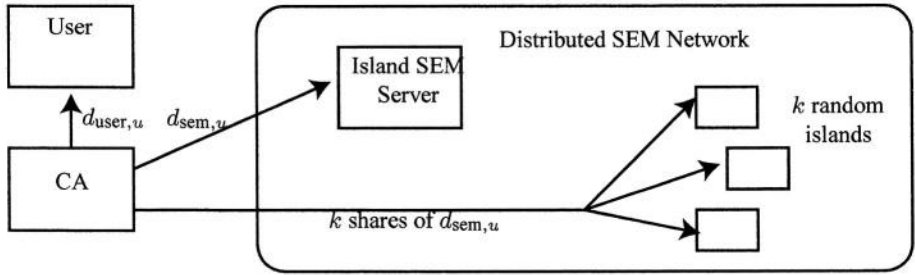 User
Distributed SEM Network
Island SEM
Server
d_user,u
d_sem,u
k random
islands
CA
k shares of d_sem,u